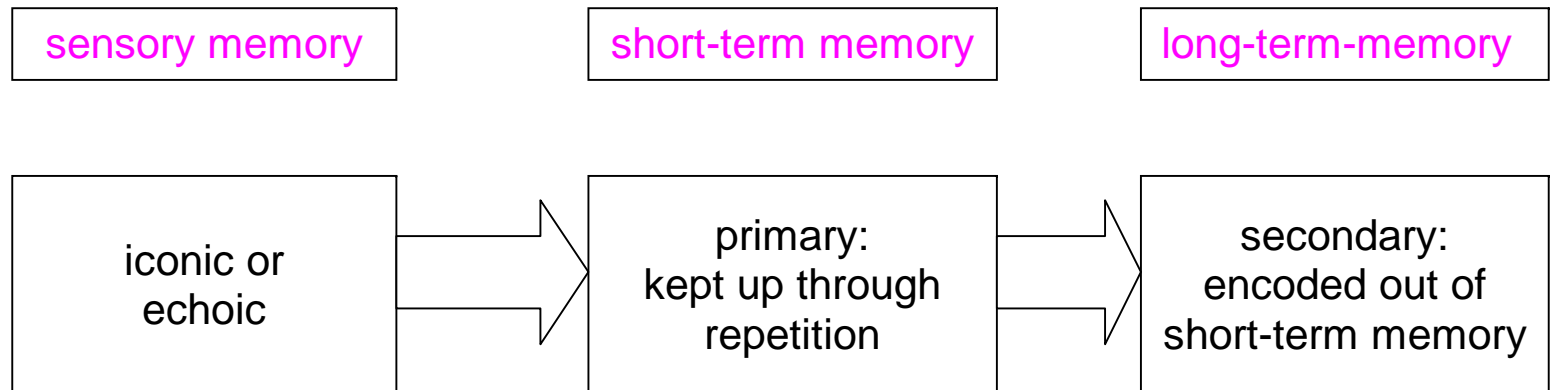 sensory memory
short-term memory
long-term-memory
iconic or
echoic
primary:
kept up through
repetition
secondary:
encoded out of
short-term memory